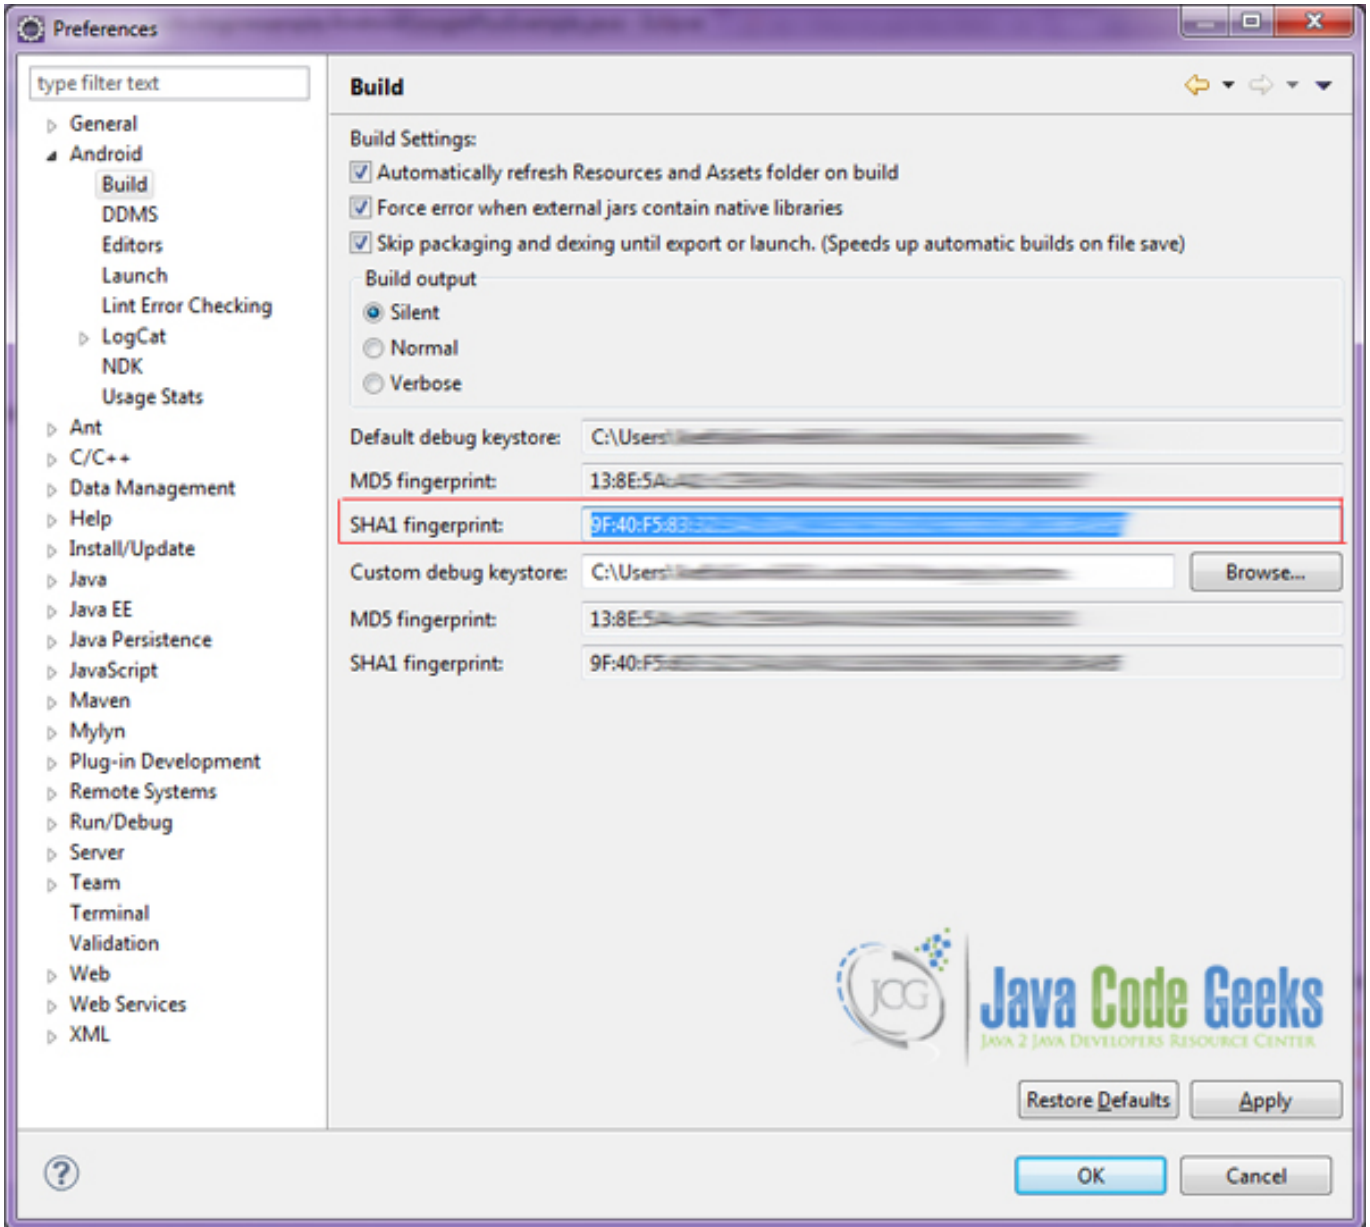 Preferences
type filter text
General
Android
Build
DDMS
Editors
Launch
Lint Error Checking
LogCat
NDK
Usage Stats
Ant
C/C++
Data Management
Help
Install/Update
Java
Java EE
Java Persistence
JavaScript
Maven
Mylyn
Plug-in Development
Remote Systems
Run/Debug
Server
Team
Terminal
Validation
Web
Web Services
XML
Build
Build Settings:
Automatically refresh Resources and Assets folder on build
Force error when external jars contain native libraries
Skip packaging and dexing until export or launch. (Speeds up automatic builds on file save)
Build output
Silent
Normal
Verbose
Default debug keystore: C:\Users\
MD5 fingerprint: 13:8E:5A:
SHA1 fingerprint: 9F:40:F5:83:
Custom debug keystore: C:\Users\
Browse...
MD5 fingerprint: 13:8E:5
SHA1 fingerprint: 9F:40:F5
JCG
Java Code Geeks
JAVA 2 JAVA DEVELOPERS RESOURCE CENTER
Restore Defaults
Apply
?
OK
Cancel